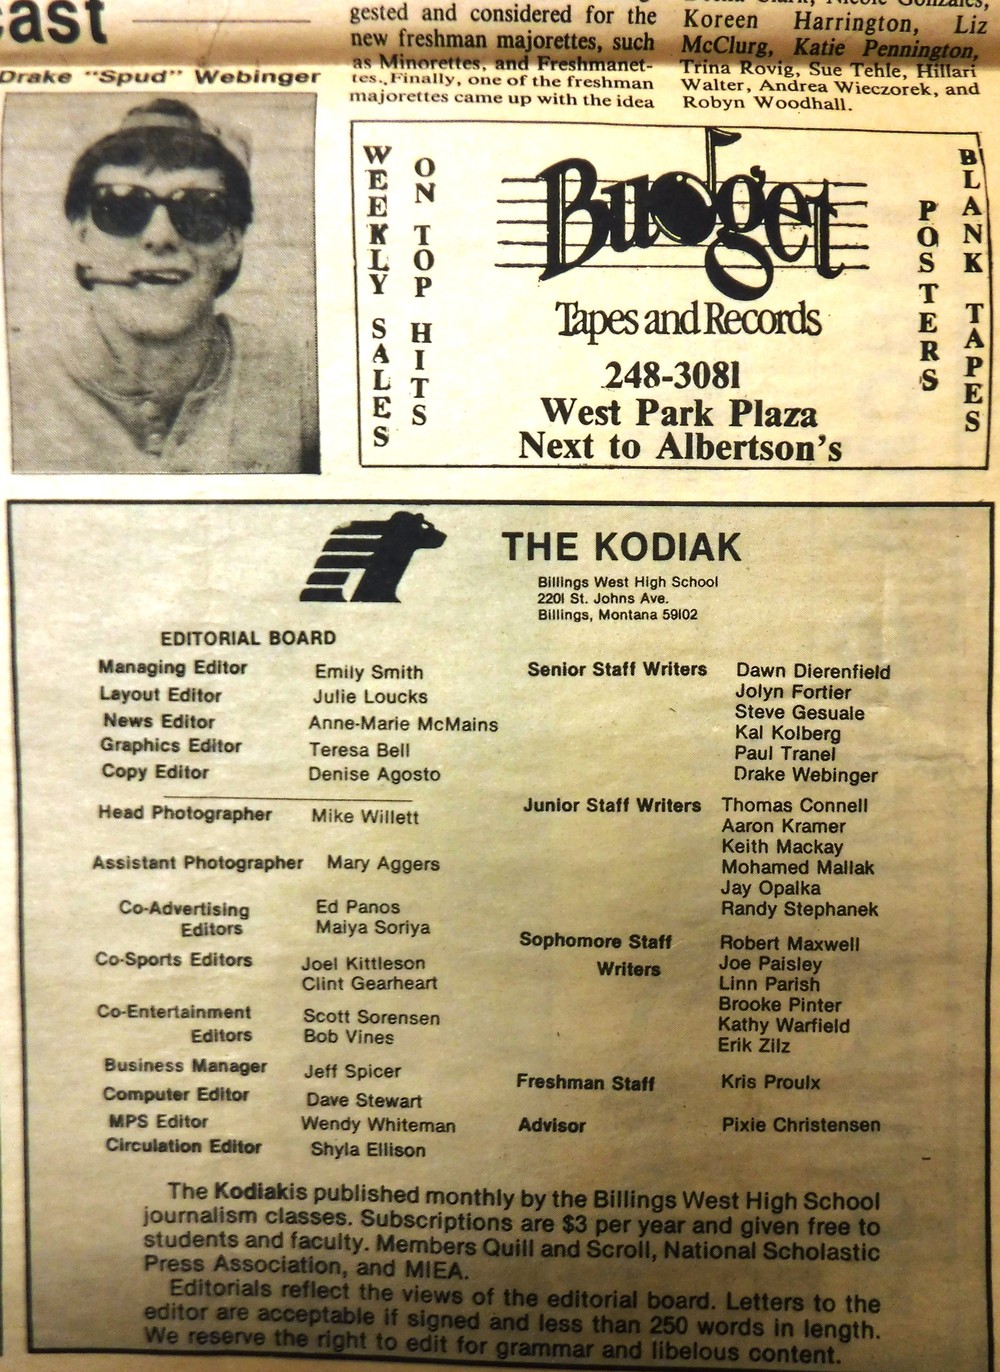 cast
Drake "Spud" Webinger
gested and considered for the
new freshman majorettes, such
as Minorettes, and Freshmanet-
tes. Finally, one of the freshman
majorettes came up with the idea
Koreen Harrington, Liz
McClurg, Katie Pennington,
Trina Rovig, Sue Tehle, Hillari
Walter, Andrea Wieczorek, and
Robyn Woodhall.
WEEKLY SALES
ON TOP HITS
Budget
Tapes and Records
248-3081
West Park Plaza
Next to Albertson's
POSTERS
BLANK TAPES
THE KODIAK
Billings West High School
2201 St. Johns Ave.
Billings, Montana 59102
EDITORIAL BOARD
Managing Editor Emily Smith
Layout Editor Julie Loucks
News Editor Anne-Marie McMains
Graphics Editor Teresa Bell
Copy Editor Denise Agosto
Head Photographer Mike Willett
Assistant Photographer Mary Aggers
Co-Advertising Ed Panos
Editors Maiya Soriya
Co-Sports Editors Joel Kittleson
Clint Gearheart
Co-Entertainment Scott Sorensen
Editors Bob Vines
Business Manager Jeff Spicer
Computer Editor Dave Stewart
MPS Editor Wendy Whiteman
Circulation Editor Shyla Ellison
Senior Staff Writers Dawn Dierenfield
Jolyn Fortier
Steve Gesuale
Kal Kolberg
Paul Tranel
Drake Webinger
Junior Staff Writers Thomas Connell
Aaron Kramer
Keith Mackay
Mohamed Mallak
Jay Opalka
Randy Stephanek
Sophomore Staff Robert Maxwell
Writers Joe Paisley
Linn Parish
Brooke Pinter
Kathy Warfield
Erik Zilz
Freshman Staff Kris Proulx
Advisor Pixie Christensen
The Kodiakis published monthly by the Billings West High School
journalism classes. Subscriptions are $3 per year and given free to
students and faculty. Members Quill and Scroll, National Scholastic
Press Association, and MIEA.
Editorials reflect the views of the editorial board. Letters to the
editor are acceptable if signed and less than 250 words in length.
We reserve the right to edit for grammar and libelous content.